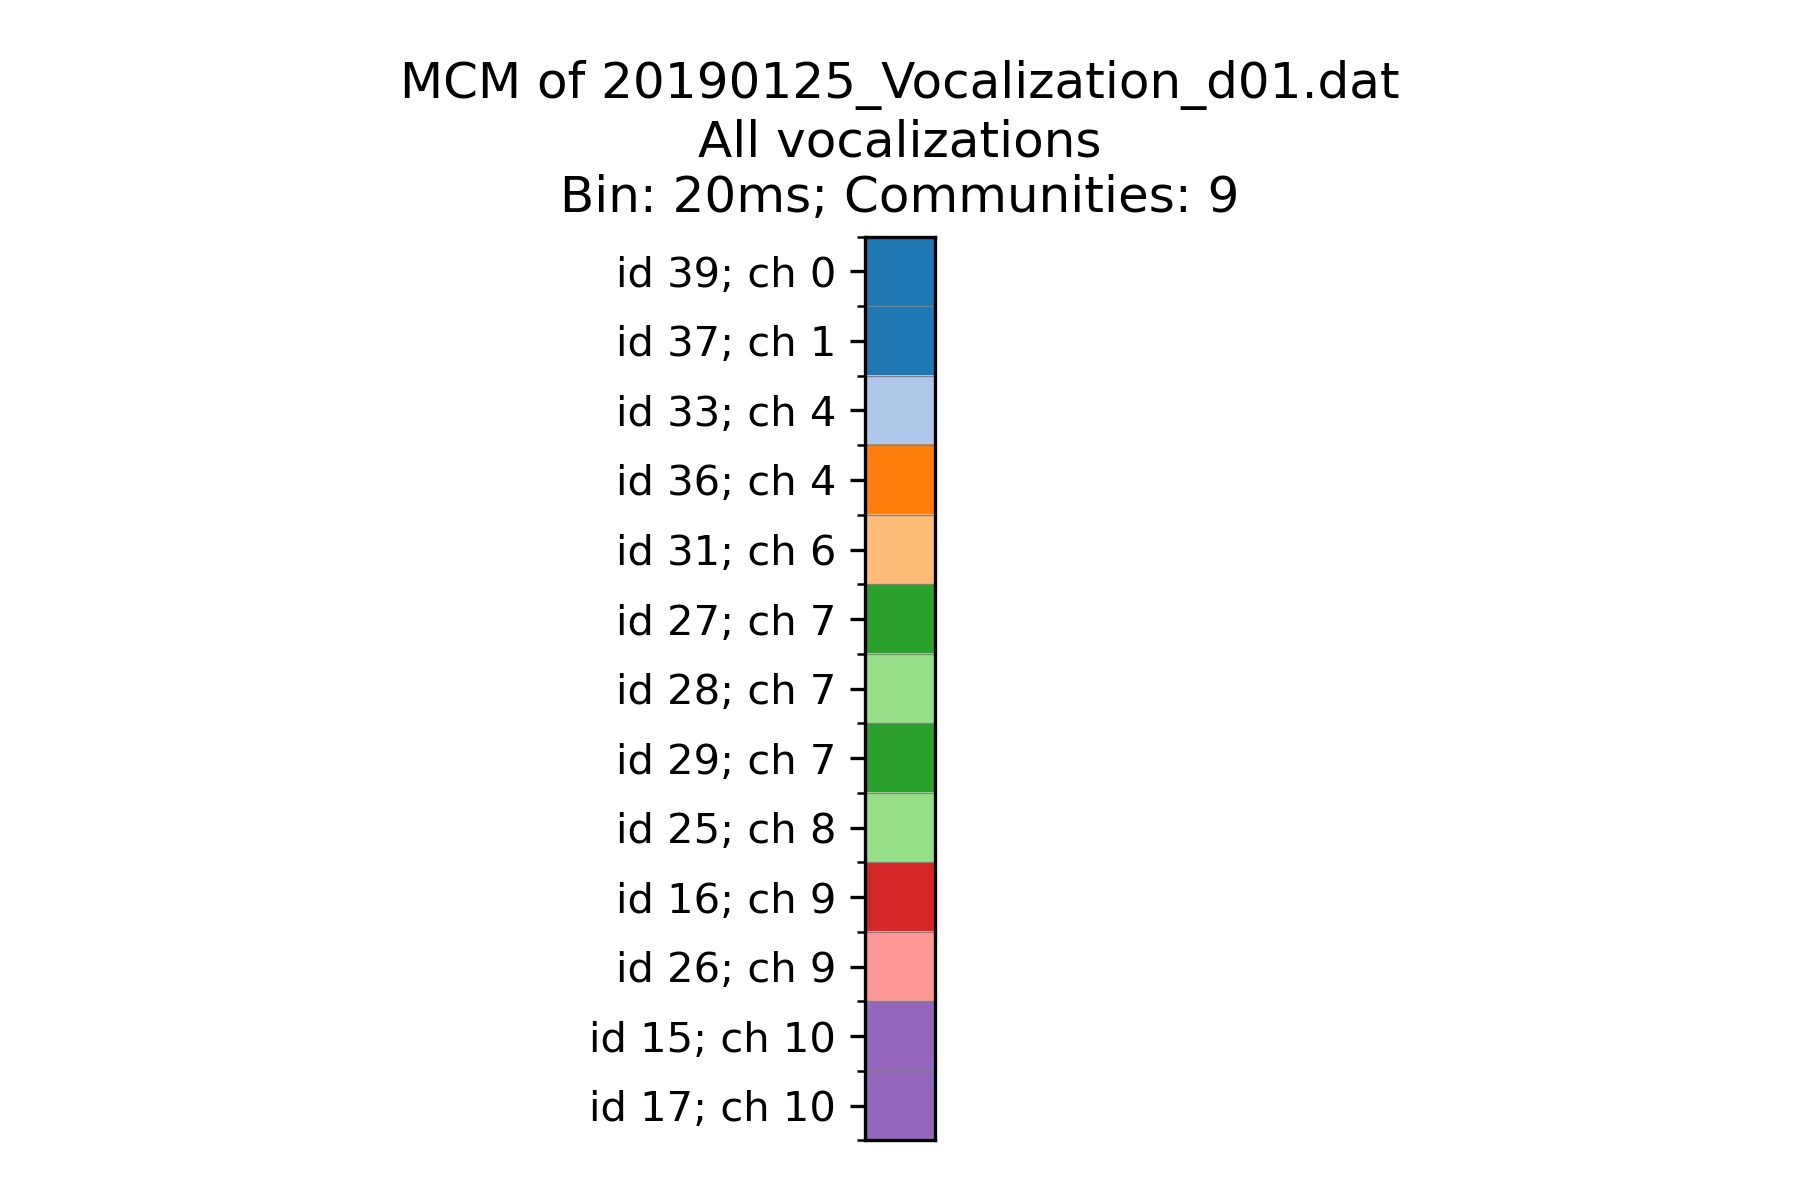 MCM of 20190125_Vocalization_d01.dat
All vocalizations
Bin: 20ms; Communities: 9
id 39; ch 0
id 37; ch 1
id 33; ch 4
id 36; ch 4
id 31; ch 6
id 27; ch 7
id 28; ch 7
id 29; ch 7
id 25; ch 8
id 16; ch 9
id 26; ch 9
id 15; ch 10
id 17; ch 10